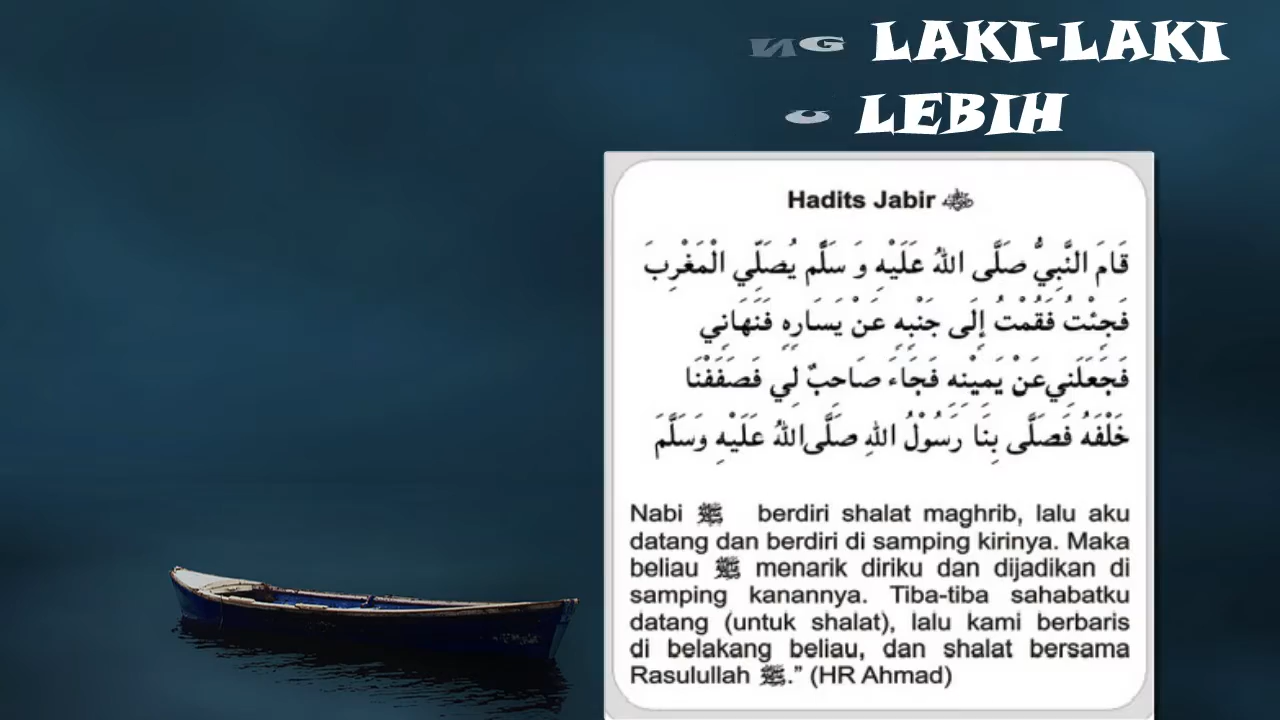 NG LAKI-LAKI
O LEBIH
Hadits Jabir
قَامَ النَّبِيُّ صَلَّى اللهُ عَلَيْهِ وَ سَلَّم يُصَلِّي الْمَغْرِبَ
فَجِئْتُ فَقُمْتُ إِلَى جَنْبِهِ عَنْ يَسَارِهِ فَنَهَانِي
فَجَعَلَنِي عَنْ يَمِيْنِهِ فَجَاءَ صَاحِبٌ لِي فَصَفَفْنَا
خَلْفَهُ فَصَلَّى بِنَا رَسُوْلُ اللهِ صَلَّى اللهُ عَلَيْهِ وَسَلَّمَ
Nabi ﷺ berdiri shalat maghrib, lalu aku
datang dan berdiri di samping kirinya. Maka
beliau ﷺ menarik diriku dan dijadikan di
samping kanannya. Tiba-tiba sahabatku
datang (untuk shalat), lalu kami berbaris
di belakang beliau, dan shalat bersama
Rasulullah ﷺ.” (HR Ahmad)